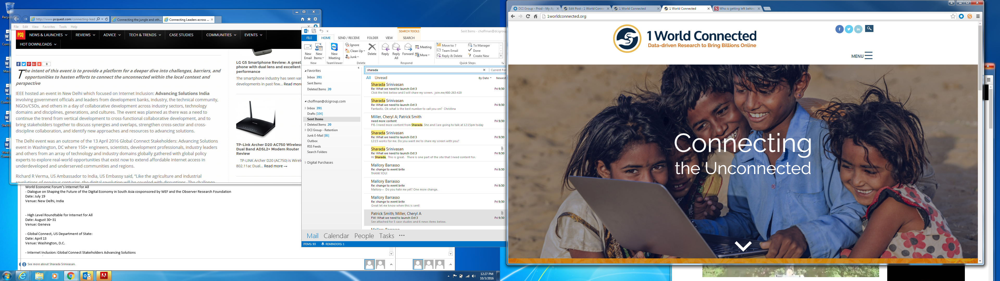 http://www.pcquest.com/connecting-lead
Connecting the jungle and oth...
Connecting Leaders across ...
File Edit View Favorites Tools Help
PCQ NEWS & LAUNCHES REVIEWS ADVICE TECH & TRENDS CASE STUDIES COMMUNITIES EVENTS
HOT DOWNLOADS
0
The intent of this event is to provide a platform for a deeper dive into challenges, barriers, and
opportunities to hasten efforts to connect the unconnected within the local context and
perspective
IEEE hosted an event in New Delhi which focused on Internet Inclusion: Advancing Solutions India
involving government officials and leaders from development banks, industry, the technical community,
NGOs/CSOs, and others in a day of collaborative development across industry sectors, technology
domains and disciplines, generations, and cultures. The event was planned as there was a need to
continue the trend from vertical development to cross-functional collaborative development, and to
bring stakeholders together to discuss synergies and overlaps, strengthen cross-sector and cross-
discipline collaboration, and identify new approaches and resources to advancing solutions.
The Delhi event was an outcome of the 13 April 2016 Global Connect Stakeholders: Advancing Solutions
event in Washington, DC where 150+ engineers, scientists, development professionals, industry leaders
and others from an array of technology and industry domains globally gathered with global policy
experts to explore real-world opportunities that exist now to extend affordable internet access in
underdeveloped and underserved communities and regions.
Richard R Verma, US Ambassador to India, US Embassy said, “Like the agriculture and industrial
revolutions of previous centuries, the digital revolution will be coupled with disruptions. The challenge
LG G5 Smartphone Review: A great
phone with dual lens and excellent
performance
The smartphone industry has seen var
developments in past few... Read more
TP-Link Archer D20 AC750 Wireless
Dual Band ADSL2+ Modem Router
Review
TP-LINK Archer D20 (AC750) is Wirele
802.11ac Dual... Read more →
World Economic Forum's Internet for All
- Dialogue on Shaping the Future of the Digital Economy in South Asia cosponsored by WEF and the Observer Research Foundation
Date: July 19
Venue: New Delhi, India
- High Level Roundtable for Internet for All
Date: August 30–31
Venue: Geneva
- Global Connect, US Department of State:
Date: April 13
Venue: Washington, D.C.
- Internet Inclusion: Global Connect Stakeholders Advancing Solutions
See more about Sharada Srinivasan.
SEARCH TOOLS
Sent Items - choffman@dcigroup
FILE HOME SEND / RECEIVE FOLDER VIEW SEARCH
New Email
New Items
New
New Meeting
TeamViewer
Ignore
Clean Up
Junk
Delete
Delete
Reply
Reply All
Forward
Meeting
More
Respond
Move to: ?
Team Email
Reply & Delete
To Manager
Done
Create New
Quick Steps
Favorites
Inbox 391
Sent Items
Deleted Items 20
choffman@dcigroup.com
Inbox 391
Drafts [104]
Sent Items
Deleted Items 20
DCI Group - Retention
Junk E-Mail [86]
Outbox
RSS Feeds
Search Folders
Digital Purchases
sharada
Current Fol
All Unread By Date Newest
Sharada Srinivasan
Re: What we need to launch Oct 3 Fri 9/30
Click the link below and I will share my screen. join.me/480-263-420
Sharada Srinivasan
Re: What we need to launch Oct 3 Fri 9/30
Fantastic. Ok what is the best number to call you on? Christina
Miller, Cheryl A; Patrick Smith
need more content Fri 9/30
FYI- I need more content from Sharada. She and I are going to talk at 12:15pm today
Sharada Srinivasan
Re: What we need to launch Oct 3 Fri 9/30
12:15 works for me. Do you want me to share my screen with you?
Sharada Srinivasan
Re: What we need to launch Oct 3 Fri 9/30
Hi Sharada, This is great. There is one part of the site that I need content for.
Mallory Barrasso
Re: change to event brite Fri 9/30
THANK YOU!
Mallory Barrasso
Re: change to event brite Fri 9/30
Mallory— Do you hate me yet? One more change.
Mallory Barrasso
Re: change to event brite Fri 9/30
Great let me know when this is sent!
Patrick Smith; Miller, Cheryl A
FW: What we need to launch Oct 3 Fri 9/30
See attached for 5 case studies and 6 news items below.
Mallory Barrasso
Mail Calendar People Tasks ...
ITEMS: 93 REMINDERS: 1
12:27 PM
10/3/2016
DCI Group - Prod - My Ap
Edit Post ‹ 1 World Conne
1 World Connected
1 World Connected
Who is getting left behind
1worldconnected.org
1 World Connected
Data-driven Research to Bring Billions Online
MENU
Connecting
the Unconnected